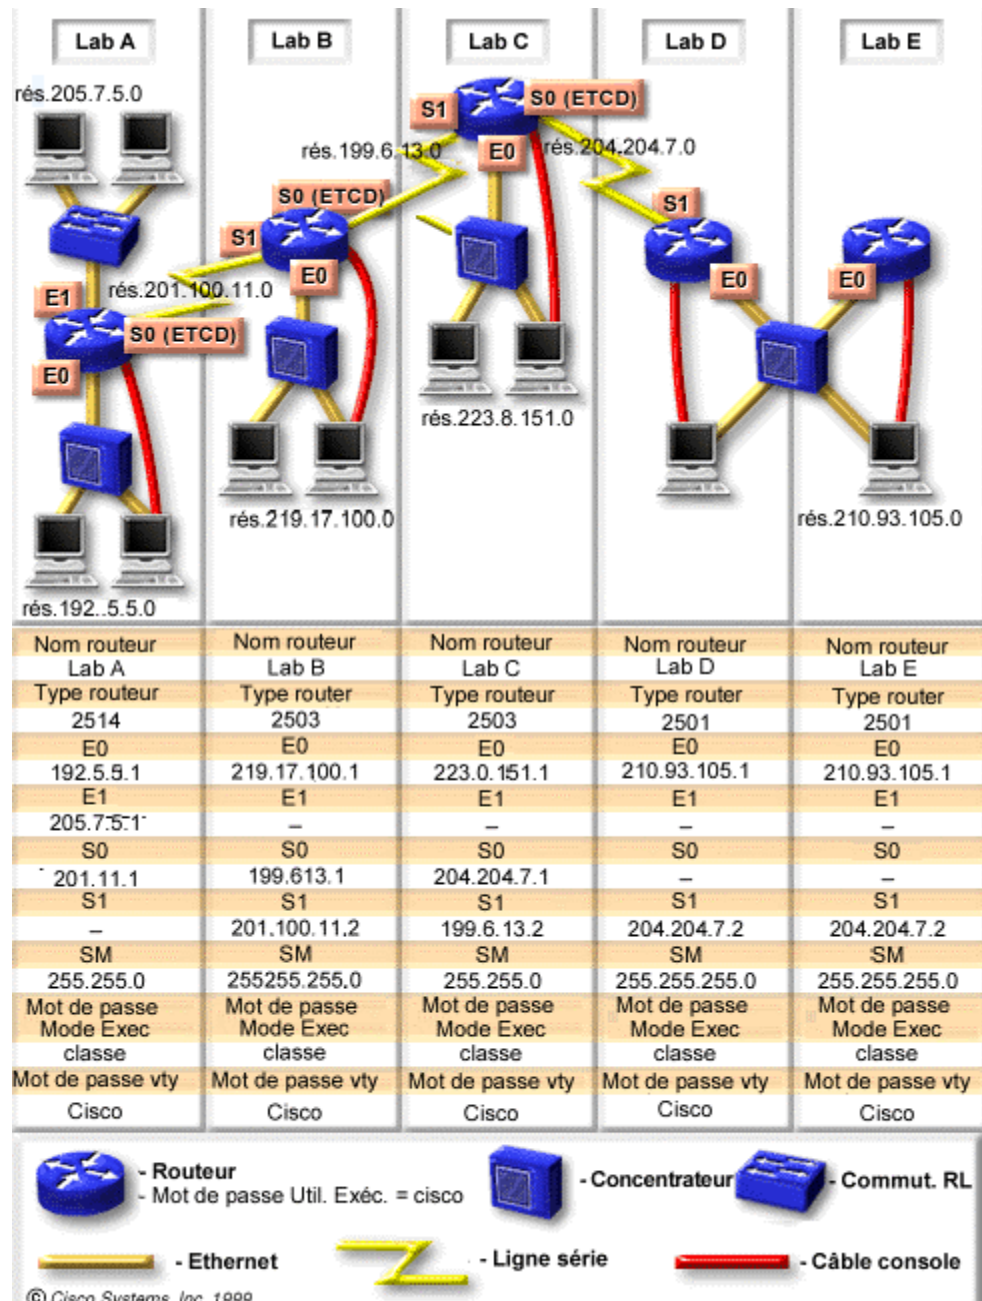 Lab A
Lab B
Lab C
Lab D
Lab E
rés.205.7.5.0
S1
S0 (ETCD)
rés.199.6.13.0
E0
rés.204.204.7.0
S0 (ETCD)
S1
S1
E0
E0
E0
E1
rés.201.100.11.0
S0 (ETCD)
E0
rés.223.8.151.0
rés.219.17.100.0
rés.210.93.105.0
rés.192..5.5.0
Nom routeur Nom routeur Nom routeur Nom routeur Nom routeur
Lab A Lab B Lab C Lab D Lab E
Type routeur Type router Type routeur Type router Type router
2514 2503 2503 2501 2501
E0 E0 E0 E0 E0
192.5.5.1 219.17.100.1 223.0.151.1 210.93.105.1 210.93.105.1
E1 E1 E1 E1 E1
205.7.5.1 – – – –
S0 S0 S0 S0 S0
201.11.1 199.613.1 204.204.7.1 – –
S1 S1 S1 S1 S1
– 201.100.11.2 199.6.13.2 204.204.7.2 204.204.7.2
SM SM SM SM SM
255.255.0 255255.255.0 255.255.0 255.255.255.0 255.255.255.0
Mot de passe Mot de passe Mot de passe Mot de passe Mot de passe
Mode Exec Mode Exec Mode Exec Mode Exec Mode Exec
classe classe classe classe classe
Mot de passe vty Mot de passe vty Mot de passe vty Mot de passe vty Mot de passe vty
Cisco Cisco Cisco Cisco Cisco
- Routeur
- Mot de passe Util. Exéc. = cisco
- Concentrateur
- Commut. RL
- Ethernet
- Ligne série
- Câble console
© Cisco Systems, Inc. 1999